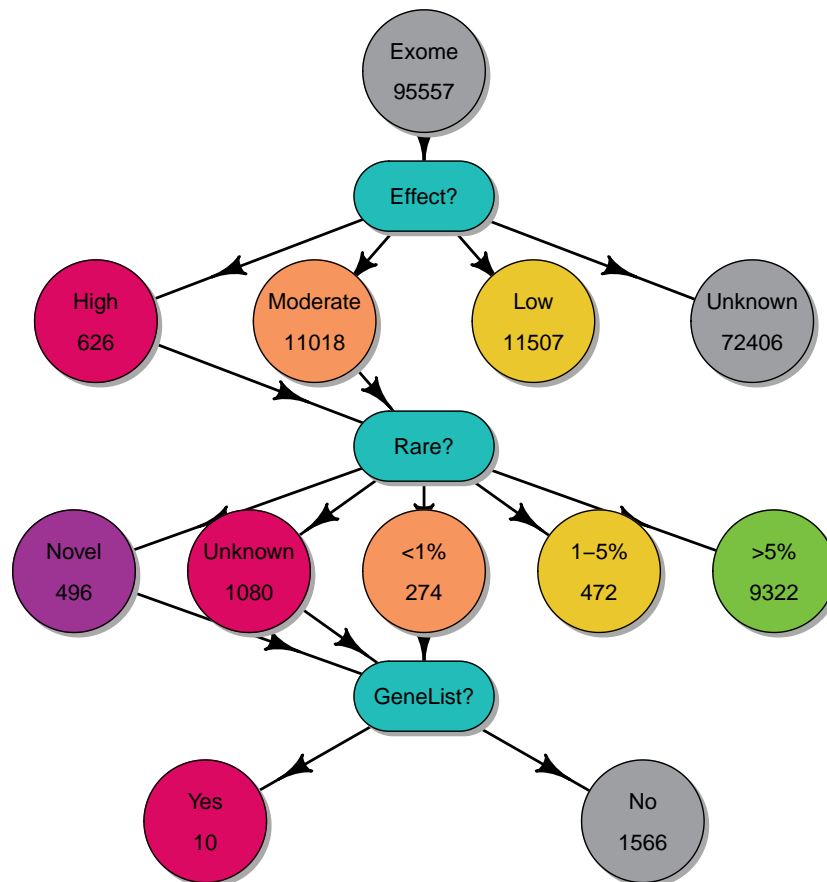 Exome
95557
Effect?
High
626
Moderate
11018
Low
11507
Unknown
72406
Rare?
Novel
496
Unknown
1080
<1%
274
1−5%
472
>5%
9322
GeneList?
Yes
10
No
1566